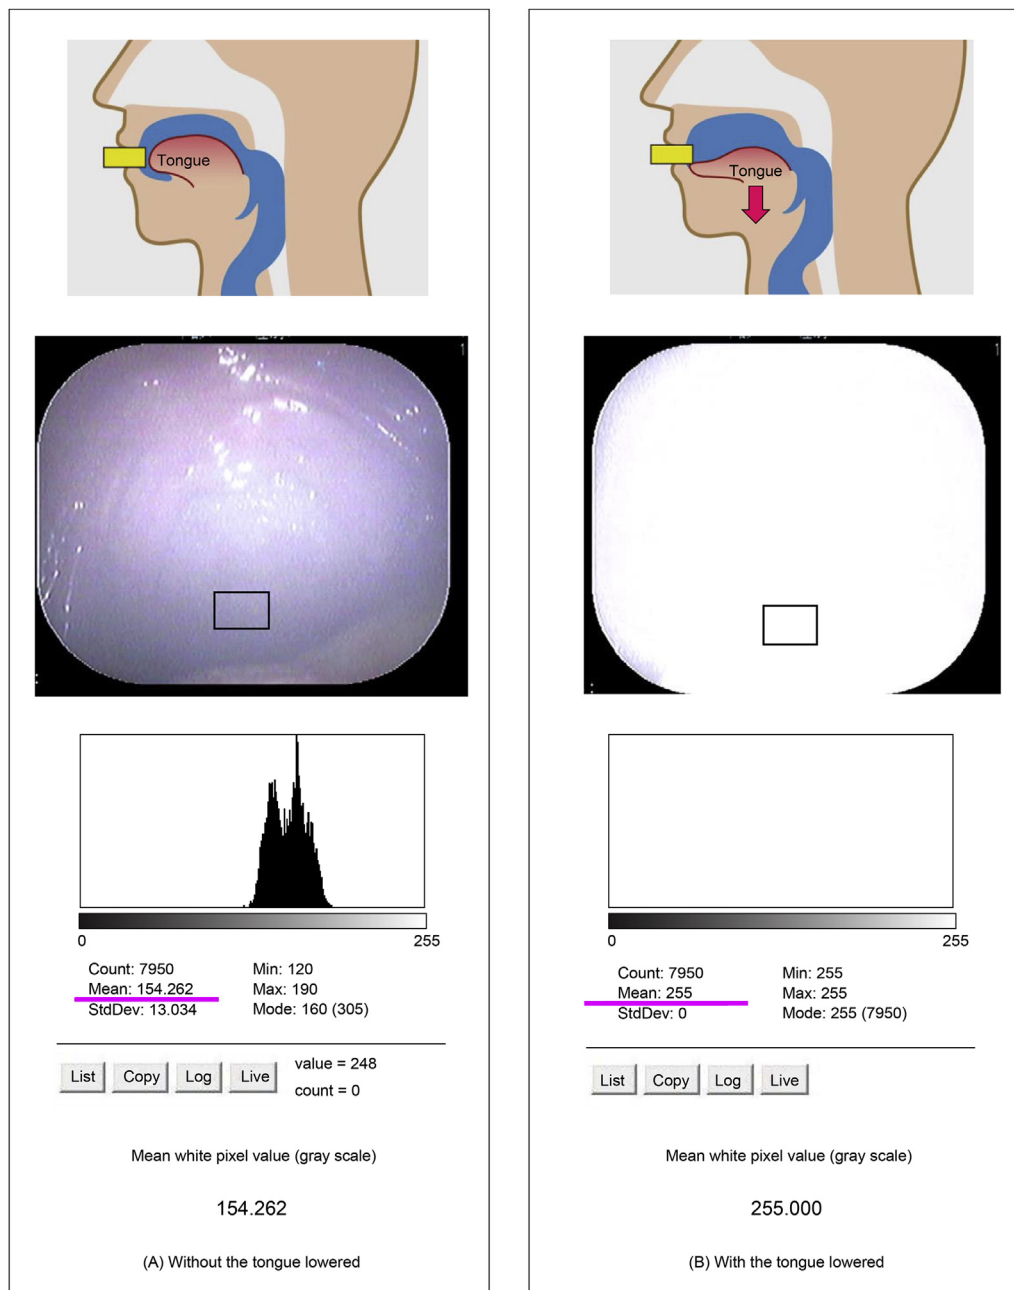 Tongue
Count: 7950
Mean: 154.262
StdDev: 13.034
Min: 120
Max: 190
Mode: 160 (305)
0
255
List
Copy
Log
Live
value = 248
count = 0
Mean white pixel value (gray scale)
154.262
(A) Without the tongue lowered
Tongue
1
0
255
Count: 7950
Mean: 255
StdDev: 0
Min: 255
Max: 255
Mode: 255 (7950)
List
Copy
Log
Live
Mean white pixel value (gray scale)
255.000
(B) With the tongue lowered